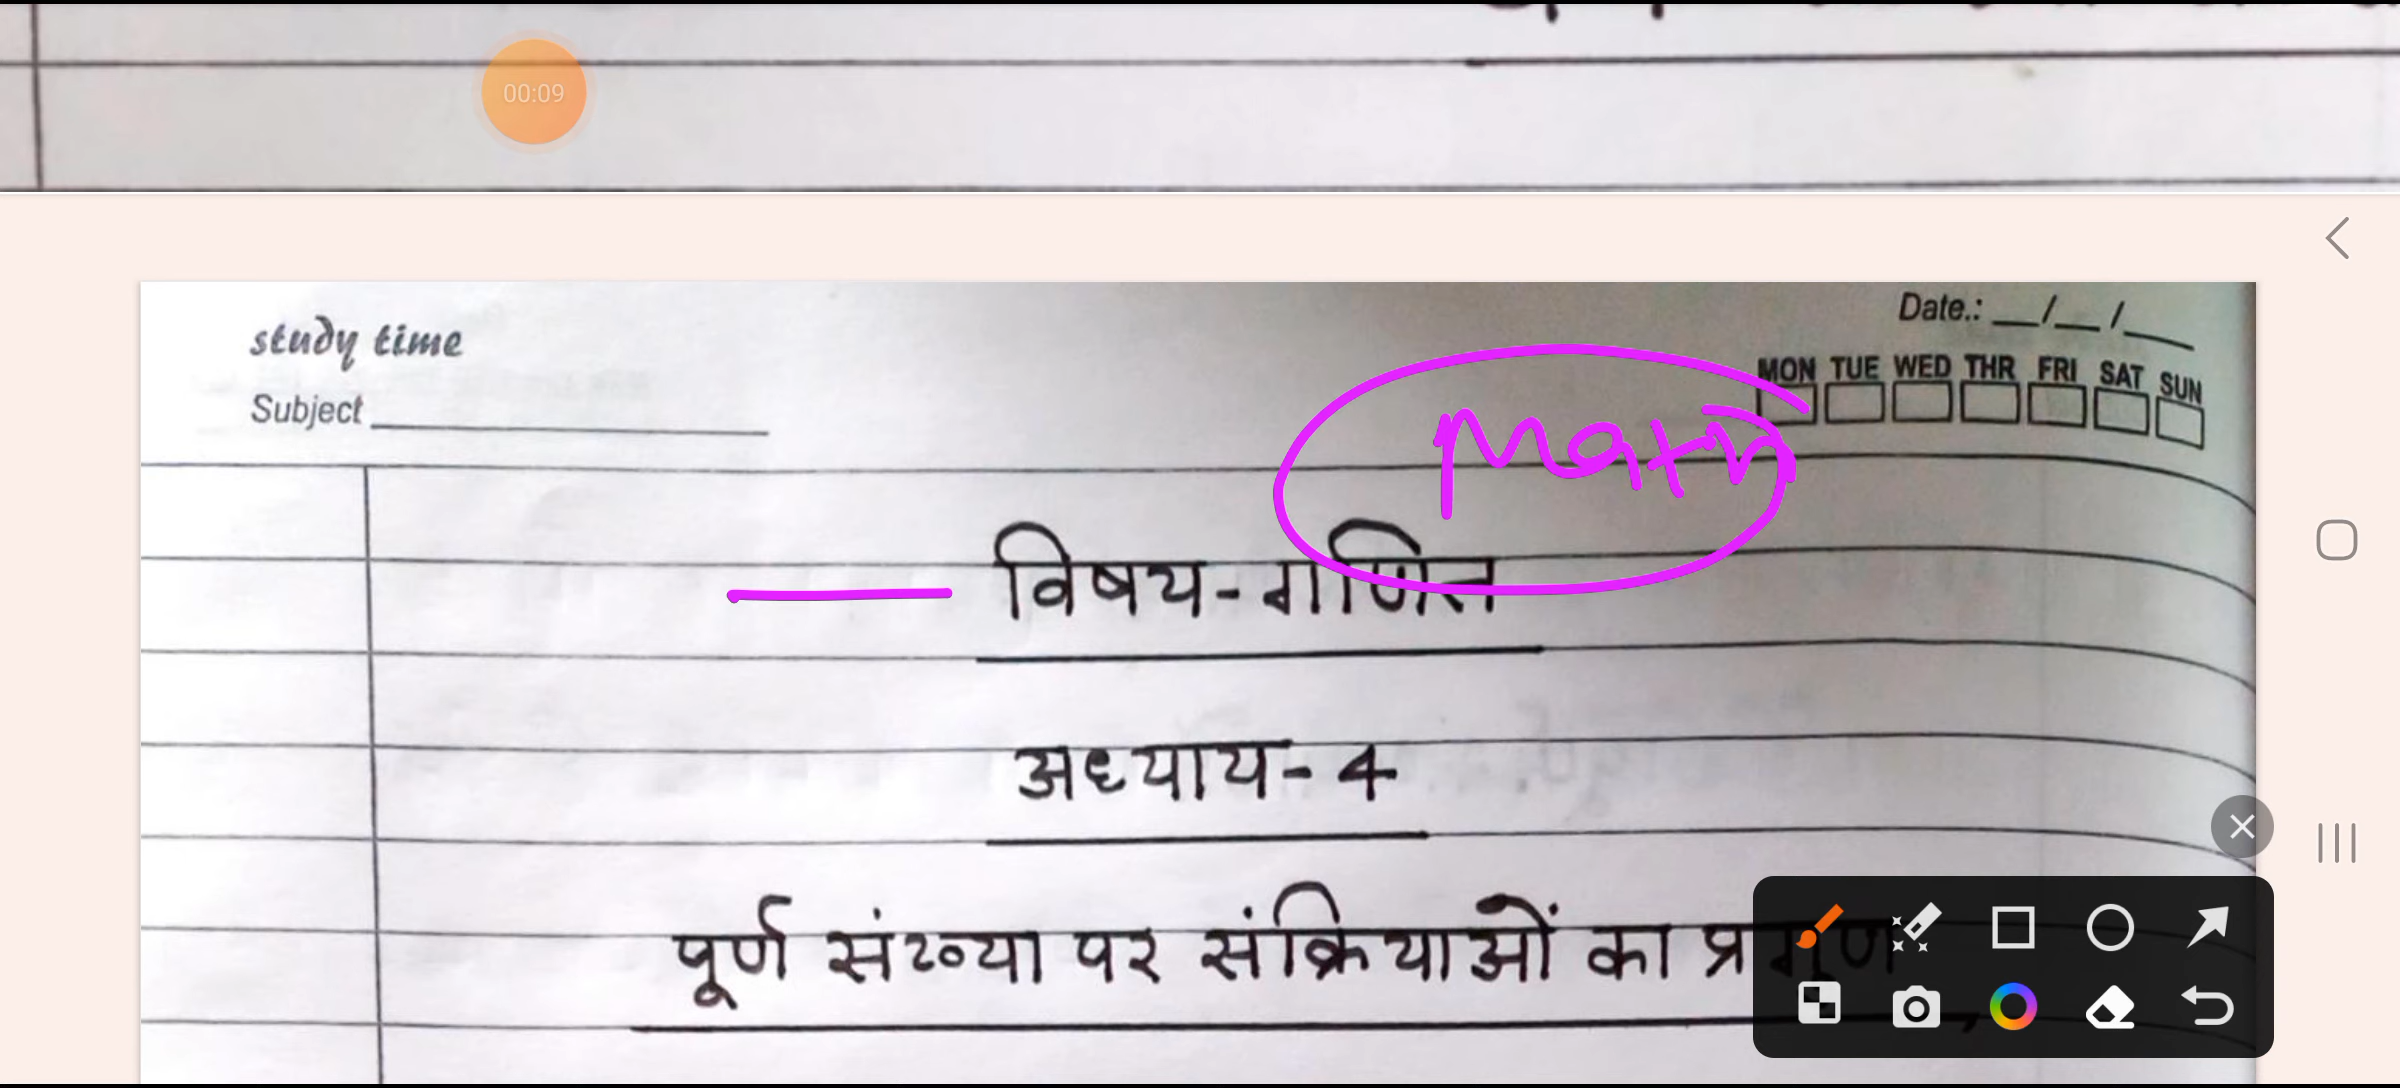 00:09
study time
Subject
Date.: __/__/___
MON TUE WED THR FRI SAT SUN
Math
विषय-गणित
अध्याय-4
पूर्ण संख्या पर संक्रियाओं का